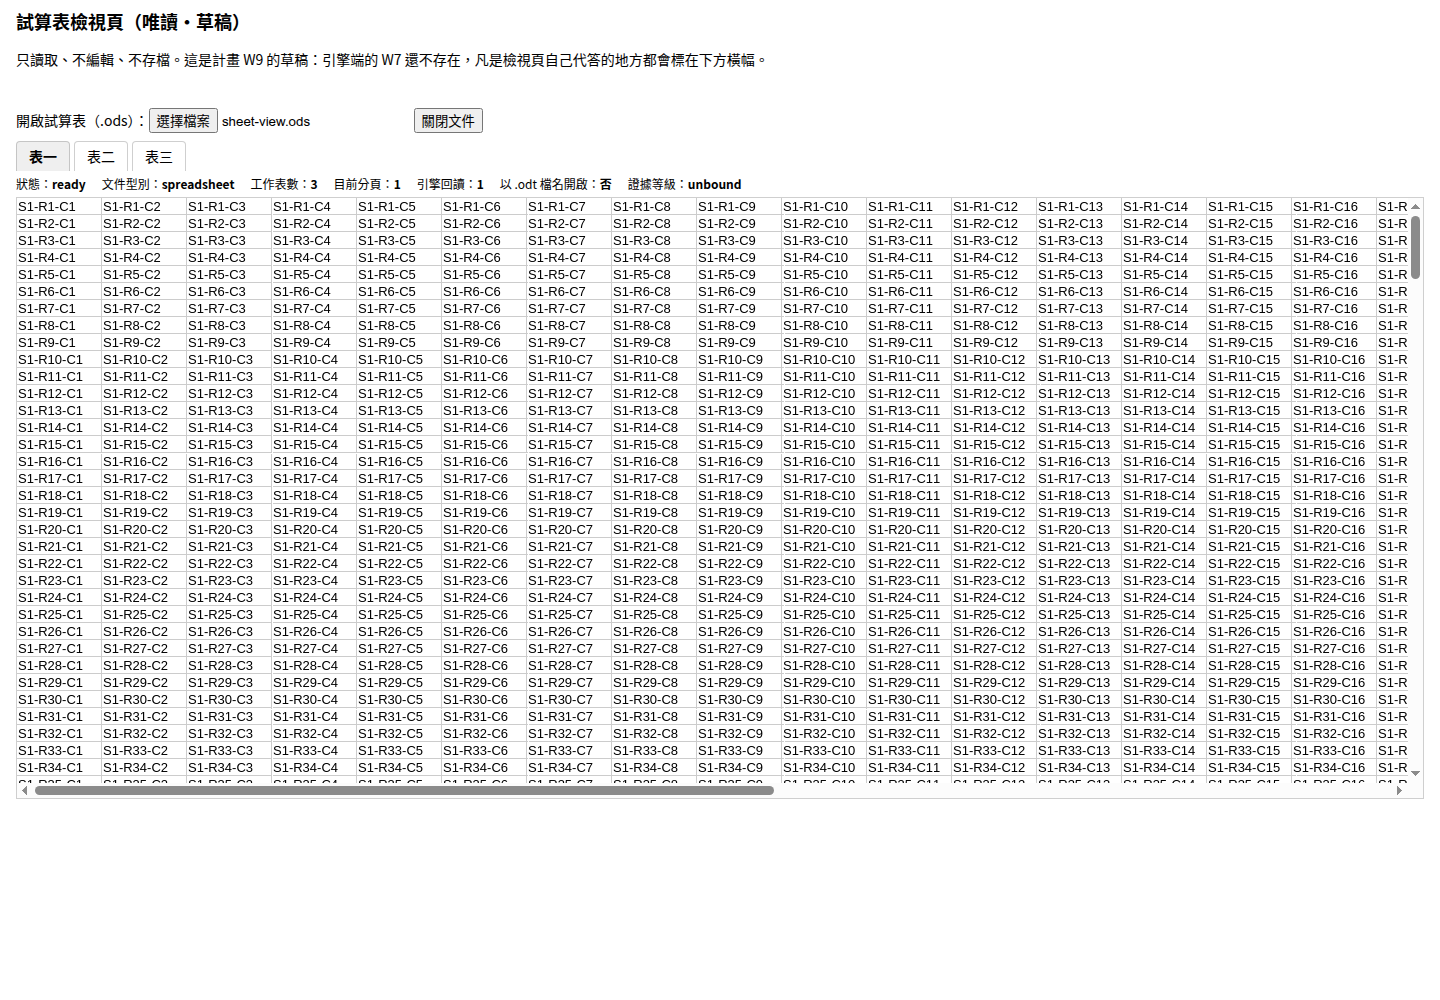 試算表檢視頁（唯讀・草稿）
只讀取、不編輯、不存檔。這是計畫 W9 的草稿：引擎端的 W7 還不存在，凡是檢視頁自己代答的地方都會標在下方橫幅。
開啟試算表（.ods）： 選擇檔案 sheet-view.ods 關閉文件
表一 表二 表三
狀態：ready 文件型別：spreadsheet 工作表數：3 目前分頁：1 引擎回讀：1 以 .odt 檔名開啟：否 證據等級：unbound
S1-R1-C1 S1-R1-C2 S1-R1-C3 S1-R1-C4 S1-R1-C5 S1-R1-C6 S1-R1-C7 S1-R1-C8 S1-R1-C9 S1-R1-C10 S1-R1-C11 S1-R1-C12 S1-R1-C13 S1-R1-C14 S1-R1-C15 S1-R1-C16 S1-R
S1-R2-C1 S1-R2-C2 S1-R2-C3 S1-R2-C4 S1-R2-C5 S1-R2-C6 S1-R2-C7 S1-R2-C8 S1-R2-C9 S1-R2-C10 S1-R2-C11 S1-R2-C12 S1-R2-C13 S1-R2-C14 S1-R2-C15 S1-R2-C16 S1-R
S1-R3-C1 S1-R3-C2 S1-R3-C3 S1-R3-C4 S1-R3-C5 S1-R3-C6 S1-R3-C7 S1-R3-C8 S1-R3-C9 S1-R3-C10 S1-R3-C11 S1-R3-C12 S1-R3-C13 S1-R3-C14 S1-R3-C15 S1-R3-C16 S1-R
S1-R4-C1 S1-R4-C2 S1-R4-C3 S1-R4-C4 S1-R4-C5 S1-R4-C6 S1-R4-C7 S1-R4-C8 S1-R4-C9 S1-R4-C10 S1-R4-C11 S1-R4-C12 S1-R4-C13 S1-R4-C14 S1-R4-C15 S1-R4-C16 S1-R
S1-R5-C1 S1-R5-C2 S1-R5-C3 S1-R5-C4 S1-R5-C5 S1-R5-C6 S1-R5-C7 S1-R5-C8 S1-R5-C9 S1-R5-C10 S1-R5-C11 S1-R5-C12 S1-R5-C13 S1-R5-C14 S1-R5-C15 S1-R5-C16 S1-R
S1-R6-C1 S1-R6-C2 S1-R6-C3 S1-R6-C4 S1-R6-C5 S1-R6-C6 S1-R6-C7 S1-R6-C8 S1-R6-C9 S1-R6-C10 S1-R6-C11 S1-R6-C12 S1-R6-C13 S1-R6-C14 S1-R6-C15 S1-R6-C16 S1-R
S1-R7-C1 S1-R7-C2 S1-R7-C3 S1-R7-C4 S1-R7-C5 S1-R7-C6 S1-R7-C7 S1-R7-C8 S1-R7-C9 S1-R7-C10 S1-R7-C11 S1-R7-C12 S1-R7-C13 S1-R7-C14 S1-R7-C15 S1-R7-C16 S1-R
S1-R8-C1 S1-R8-C2 S1-R8-C3 S1-R8-C4 S1-R8-C5 S1-R8-C6 S1-R8-C7 S1-R8-C8 S1-R8-C9 S1-R8-C10 S1-R8-C11 S1-R8-C12 S1-R8-C13 S1-R8-C14 S1-R8-C15 S1-R8-C16 S1-R
S1-R9-C1 S1-R9-C2 S1-R9-C3 S1-R9-C4 S1-R9-C5 S1-R9-C6 S1-R9-C7 S1-R9-C8 S1-R9-C9 S1-R9-C10 S1-R9-C11 S1-R9-C12 S1-R9-C13 S1-R9-C14 S1-R9-C15 S1-R9-C16 S1-R
S1-R10-C1 S1-R10-C2 S1-R10-C3 S1-R10-C4 S1-R10-C5 S1-R10-C6 S1-R10-C7 S1-R10-C8 S1-R10-C9 S1-R10-C10 S1-R10-C11 S1-R10-C12 S1-R10-C13 S1-R10-C14 S1-R10-C15 S1-R10-C16 S1-R
S1-R11-C1 S1-R11-C2 S1-R11-C3 S1-R11-C4 S1-R11-C5 S1-R11-C6 S1-R11-C7 S1-R11-C8 S1-R11-C9 S1-R11-C10 S1-R11-C11 S1-R11-C12 S1-R11-C13 S1-R11-C14 S1-R11-C15 S1-R11-C16 S1-R
S1-R12-C1 S1-R12-C2 S1-R12-C3 S1-R12-C4 S1-R12-C5 S1-R12-C6 S1-R12-C7 S1-R12-C8 S1-R12-C9 S1-R12-C10 S1-R12-C11 S1-R12-C12 S1-R12-C13 S1-R12-C14 S1-R12-C15 S1-R12-C16 S1-R
S1-R13-C1 S1-R13-C2 S1-R13-C3 S1-R13-C4 S1-R13-C5 S1-R13-C6 S1-R13-C7 S1-R13-C8 S1-R13-C9 S1-R13-C10 S1-R13-C11 S1-R13-C12 S1-R13-C13 S1-R13-C14 S1-R13-C15 S1-R13-C16 S1-R
S1-R14-C1 S1-R14-C2 S1-R14-C3 S1-R14-C4 S1-R14-C5 S1-R14-C6 S1-R14-C7 S1-R14-C8 S1-R14-C9 S1-R14-C10 S1-R14-C11 S1-R14-C12 S1-R14-C13 S1-R14-C14 S1-R14-C15 S1-R14-C16 S1-R
S1-R15-C1 S1-R15-C2 S1-R15-C3 S1-R15-C4 S1-R15-C5 S1-R15-C6 S1-R15-C7 S1-R15-C8 S1-R15-C9 S1-R15-C10 S1-R15-C11 S1-R15-C12 S1-R15-C13 S1-R15-C14 S1-R15-C15 S1-R15-C16 S1-R
S1-R16-C1 S1-R16-C2 S1-R16-C3 S1-R16-C4 S1-R16-C5 S1-R16-C6 S1-R16-C7 S1-R16-C8 S1-R16-C9 S1-R16-C10 S1-R16-C11 S1-R16-C12 S1-R16-C13 S1-R16-C14 S1-R16-C15 S1-R16-C16 S1-R
S1-R17-C1 S1-R17-C2 S1-R17-C3 S1-R17-C4 S1-R17-C5 S1-R17-C6 S1-R17-C7 S1-R17-C8 S1-R17-C9 S1-R17-C10 S1-R17-C11 S1-R17-C12 S1-R17-C13 S1-R17-C14 S1-R17-C15 S1-R17-C16 S1-R
S1-R18-C1 S1-R18-C2 S1-R18-C3 S1-R18-C4 S1-R18-C5 S1-R18-C6 S1-R18-C7 S1-R18-C8 S1-R18-C9 S1-R18-C10 S1-R18-C11 S1-R18-C12 S1-R18-C13 S1-R18-C14 S1-R18-C15 S1-R18-C16 S1-R
S1-R19-C1 S1-R19-C2 S1-R19-C3 S1-R19-C4 S1-R19-C5 S1-R19-C6 S1-R19-C7 S1-R19-C8 S1-R19-C9 S1-R19-C10 S1-R19-C11 S1-R19-C12 S1-R19-C13 S1-R19-C14 S1-R19-C15 S1-R19-C16 S1-R
S1-R20-C1 S1-R20-C2 S1-R20-C3 S1-R20-C4 S1-R20-C5 S1-R20-C6 S1-R20-C7 S1-R20-C8 S1-R20-C9 S1-R20-C10 S1-R20-C11 S1-R20-C12 S1-R20-C13 S1-R20-C14 S1-R20-C15 S1-R20-C16 S1-R
S1-R21-C1 S1-R21-C2 S1-R21-C3 S1-R21-C4 S1-R21-C5 S1-R21-C6 S1-R21-C7 S1-R21-C8 S1-R21-C9 S1-R21-C10 S1-R21-C11 S1-R21-C12 S1-R21-C13 S1-R21-C14 S1-R21-C15 S1-R21-C16 S1-R
S1-R22-C1 S1-R22-C2 S1-R22-C3 S1-R22-C4 S1-R22-C5 S1-R22-C6 S1-R22-C7 S1-R22-C8 S1-R22-C9 S1-R22-C10 S1-R22-C11 S1-R22-C12 S1-R22-C13 S1-R22-C14 S1-R22-C15 S1-R22-C16 S1-R
S1-R23-C1 S1-R23-C2 S1-R23-C3 S1-R23-C4 S1-R23-C5 S1-R23-C6 S1-R23-C7 S1-R23-C8 S1-R23-C9 S1-R23-C10 S1-R23-C11 S1-R23-C12 S1-R23-C13 S1-R23-C14 S1-R23-C15 S1-R23-C16 S1-R
S1-R24-C1 S1-R24-C2 S1-R24-C3 S1-R24-C4 S1-R24-C5 S1-R24-C6 S1-R24-C7 S1-R24-C8 S1-R24-C9 S1-R24-C10 S1-R24-C11 S1-R24-C12 S1-R24-C13 S1-R24-C14 S1-R24-C15 S1-R24-C16 S1-R
S1-R25-C1 S1-R25-C2 S1-R25-C3 S1-R25-C4 S1-R25-C5 S1-R25-C6 S1-R25-C7 S1-R25-C8 S1-R25-C9 S1-R25-C10 S1-R25-C11 S1-R25-C12 S1-R25-C13 S1-R25-C14 S1-R25-C15 S1-R25-C16 S1-R
S1-R26-C1 S1-R26-C2 S1-R26-C3 S1-R26-C4 S1-R26-C5 S1-R26-C6 S1-R26-C7 S1-R26-C8 S1-R26-C9 S1-R26-C10 S1-R26-C11 S1-R26-C12 S1-R26-C13 S1-R26-C14 S1-R26-C15 S1-R26-C16 S1-R
S1-R27-C1 S1-R27-C2 S1-R27-C3 S1-R27-C4 S1-R27-C5 S1-R27-C6 S1-R27-C7 S1-R27-C8 S1-R27-C9 S1-R27-C10 S1-R27-C11 S1-R27-C12 S1-R27-C13 S1-R27-C14 S1-R27-C15 S1-R27-C16 S1-R
S1-R28-C1 S1-R28-C2 S1-R28-C3 S1-R28-C4 S1-R28-C5 S1-R28-C6 S1-R28-C7 S1-R28-C8 S1-R28-C9 S1-R28-C10 S1-R28-C11 S1-R28-C12 S1-R28-C13 S1-R28-C14 S1-R28-C15 S1-R28-C16 S1-R
S1-R29-C1 S1-R29-C2 S1-R29-C3 S1-R29-C4 S1-R29-C5 S1-R29-C6 S1-R29-C7 S1-R29-C8 S1-R29-C9 S1-R29-C10 S1-R29-C11 S1-R29-C12 S1-R29-C13 S1-R29-C14 S1-R29-C15 S1-R29-C16 S1-R
S1-R30-C1 S1-R30-C2 S1-R30-C3 S1-R30-C4 S1-R30-C5 S1-R30-C6 S1-R30-C7 S1-R30-C8 S1-R30-C9 S1-R30-C10 S1-R30-C11 S1-R30-C12 S1-R30-C13 S1-R30-C14 S1-R30-C15 S1-R30-C16 S1-R
S1-R31-C1 S1-R31-C2 S1-R31-C3 S1-R31-C4 S1-R31-C5 S1-R31-C6 S1-R31-C7 S1-R31-C8 S1-R31-C9 S1-R31-C10 S1-R31-C11 S1-R31-C12 S1-R31-C13 S1-R31-C14 S1-R31-C15 S1-R31-C16 S1-R
S1-R32-C1 S1-R32-C2 S1-R32-C3 S1-R32-C4 S1-R32-C5 S1-R32-C6 S1-R32-C7 S1-R32-C8 S1-R32-C9 S1-R32-C10 S1-R32-C11 S1-R32-C12 S1-R32-C13 S1-R32-C14 S1-R32-C15 S1-R32-C16 S1-R
S1-R33-C1 S1-R33-C2 S1-R33-C3 S1-R33-C4 S1-R33-C5 S1-R33-C6 S1-R33-C7 S1-R33-C8 S1-R33-C9 S1-R33-C10 S1-R33-C11 S1-R33-C12 S1-R33-C13 S1-R33-C14 S1-R33-C15 S1-R33-C16 S1-R
S1-R34-C1 S1-R34-C2 S1-R34-C3 S1-R34-C4 S1-R34-C5 S1-R34-C6 S1-R34-C7 S1-R34-C8 S1-R34-C9 S1-R34-C10 S1-R34-C11 S1-R34-C12 S1-R34-C13 S1-R34-C14 S1-R34-C15 S1-R34-C16 S1-R